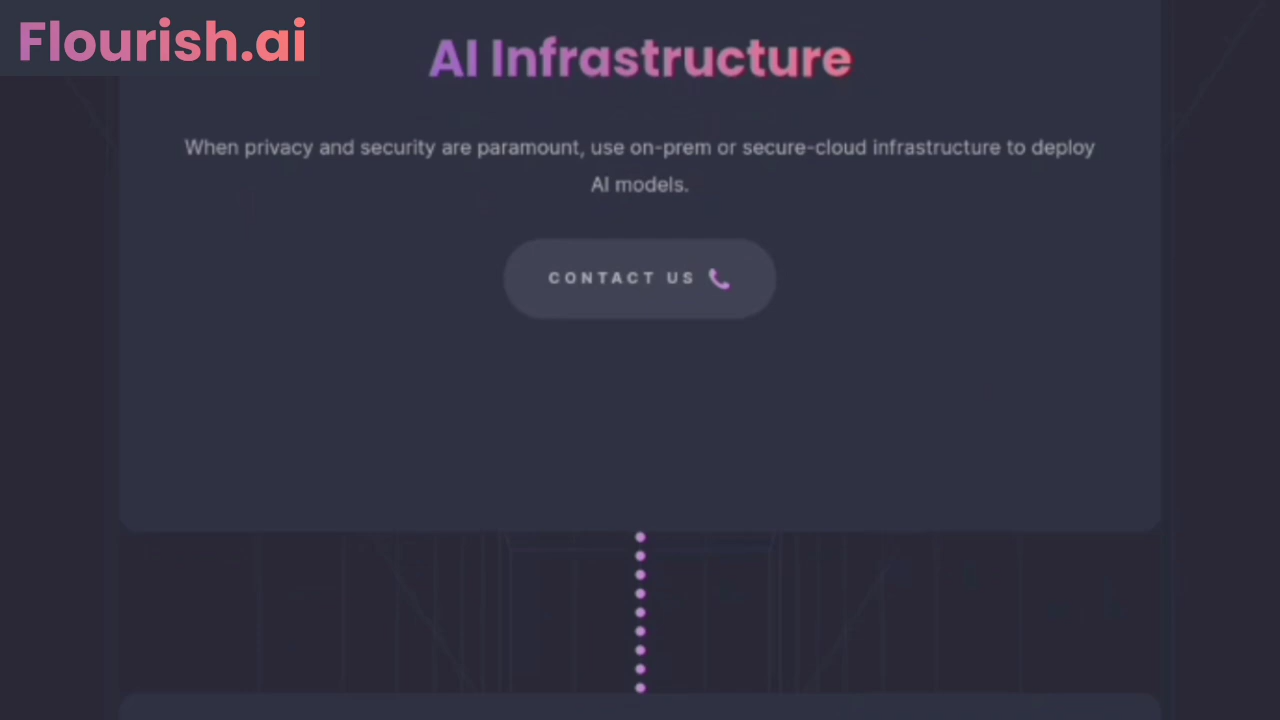 Flourish.ai
AI Infrastructure
When privacy and security are paramount, use on-prem or secure-cloud infrastructure to deploy
AI models.
CONTACT US